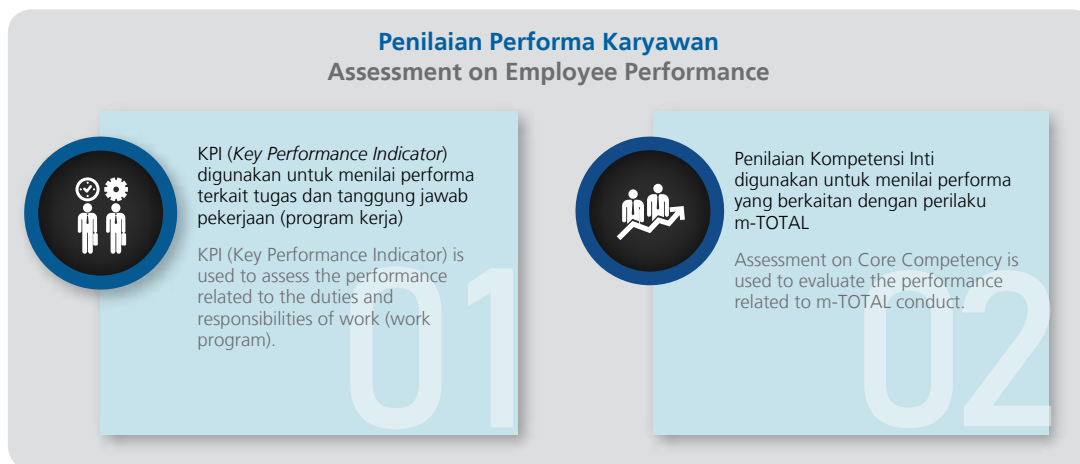 Penilaian Performa Karyawan
Assessment on Employee Performance
KPI (Key Performance Indicator)
digunakan untuk menilai performa
terkait tugas dan tanggung jawab
pekerjaan (program kerja)
KPI (Key Performance Indicator) is
used to assess the performance
related to the duties and
responsibilities of work (work
program).
01
Penilaian Kompetensi Inti
digunakan untuk menilai performa
yang berkaitan dengan perilaku
m-TOTAL
Assessment on Core Competency is
used to evaluate the performance
related to m-TOTAL conduct.
02